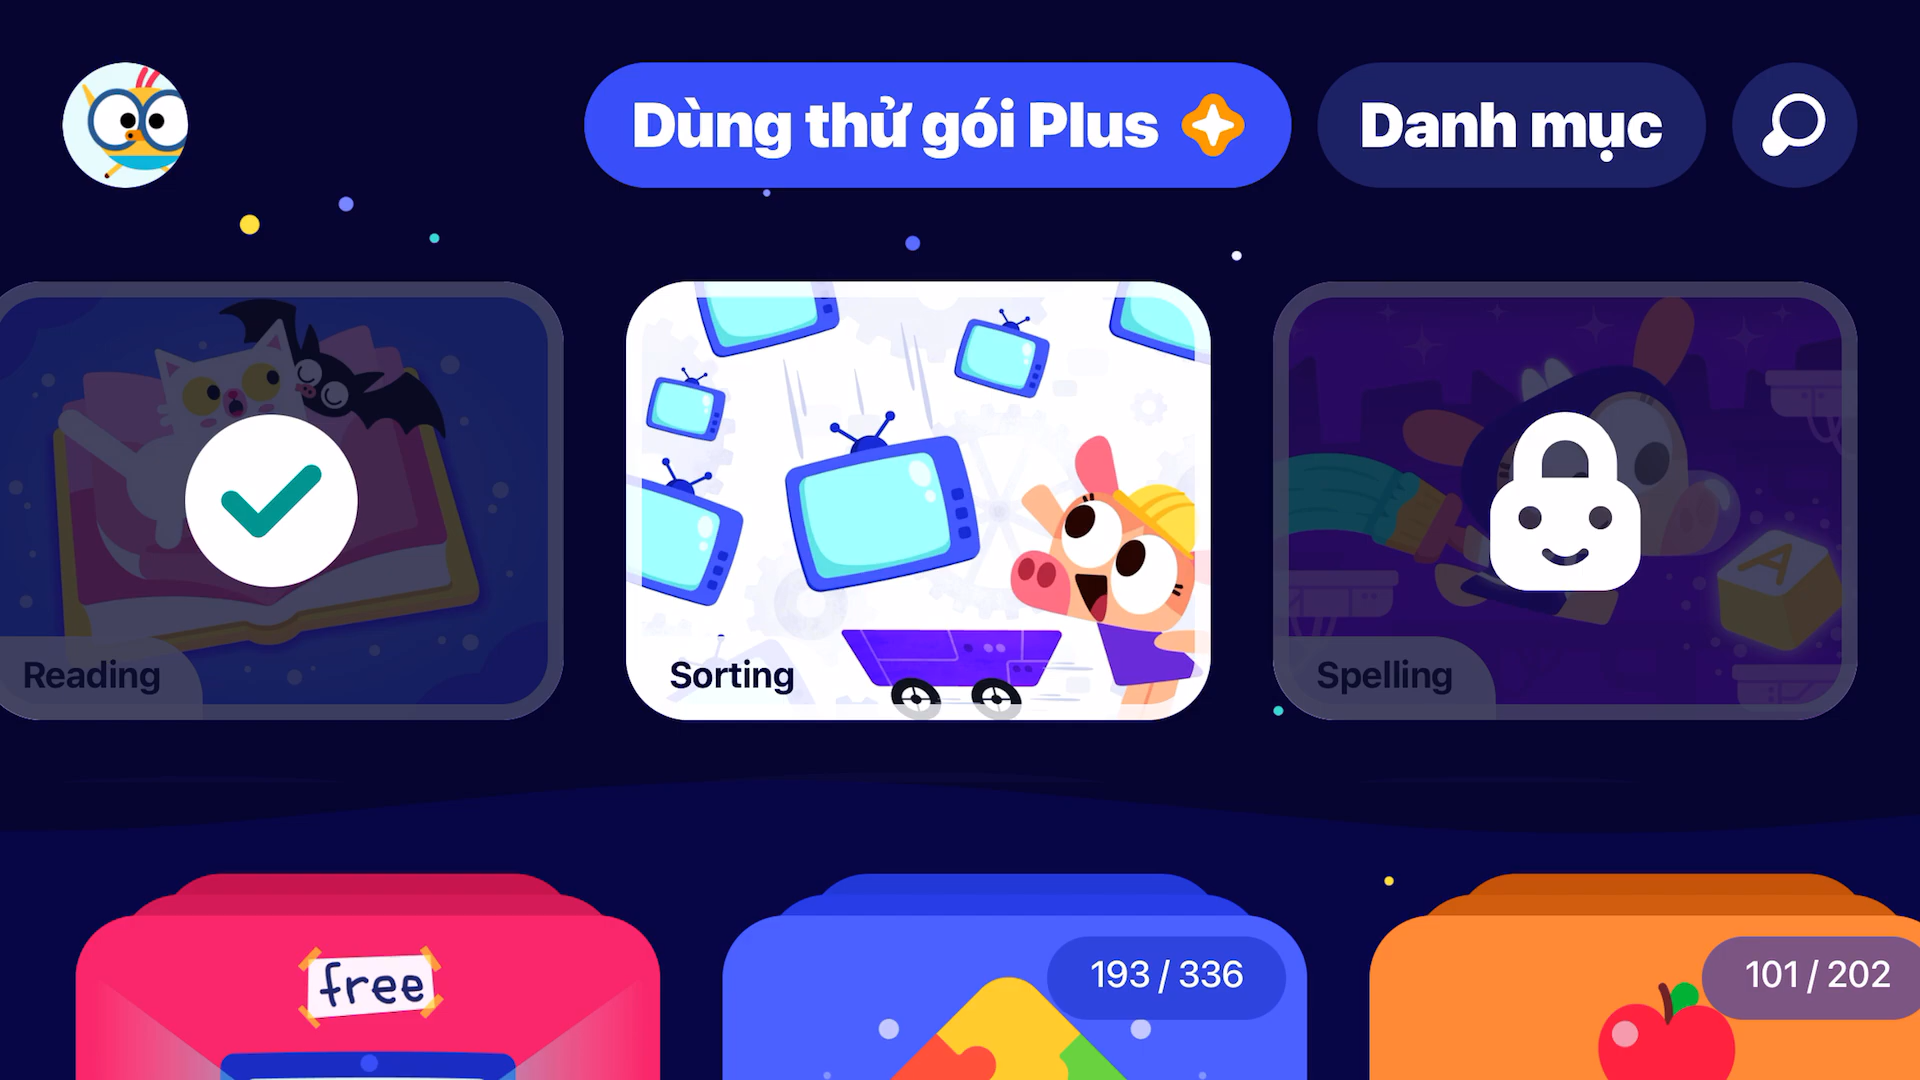 Dùng thử gói Plus
Danh mục
Reading
Sorting
Spelling
A
free
193 / 336
101 / 202